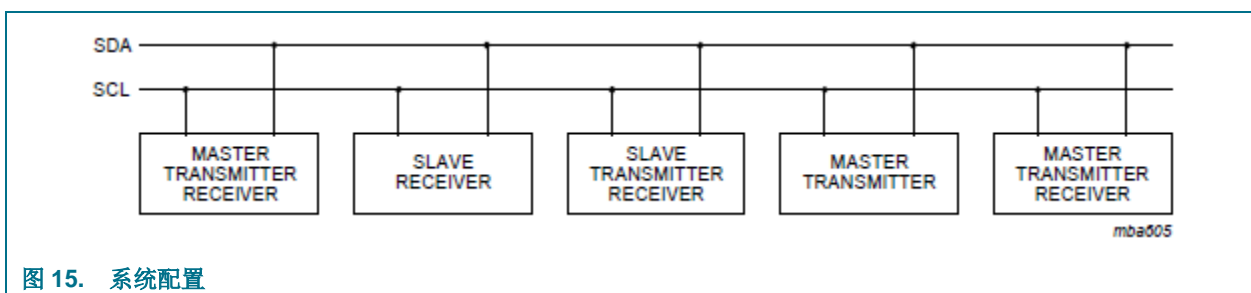 SDA
SCL
MASTER
TRANSMITTER
RECEIVER
SLAVE
RECEIVER
SLAVE
TRANSMITTER
RECEIVER
MASTER
TRANSMITTER
MASTER
TRANSMITTER
RECEIVER
mba605
图 15. 系统配置